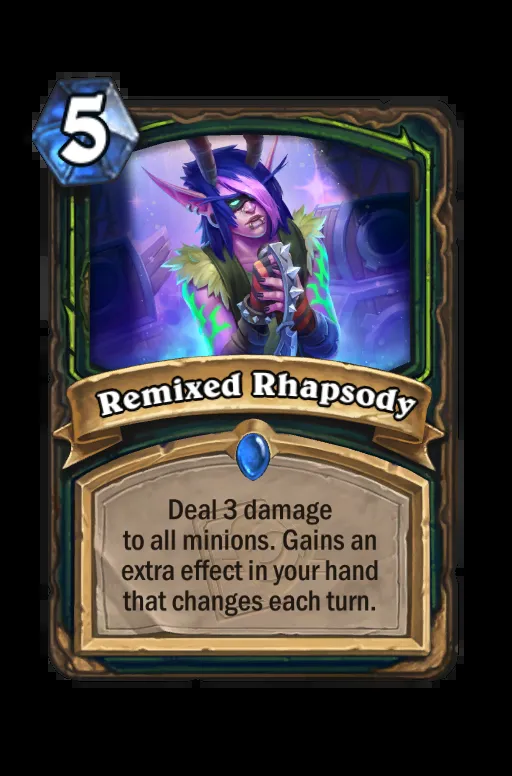 5
Remixed Rhapsody
Deal 3 damage
to all minions. Gains an
extra effect in your hand
that changes each turn.